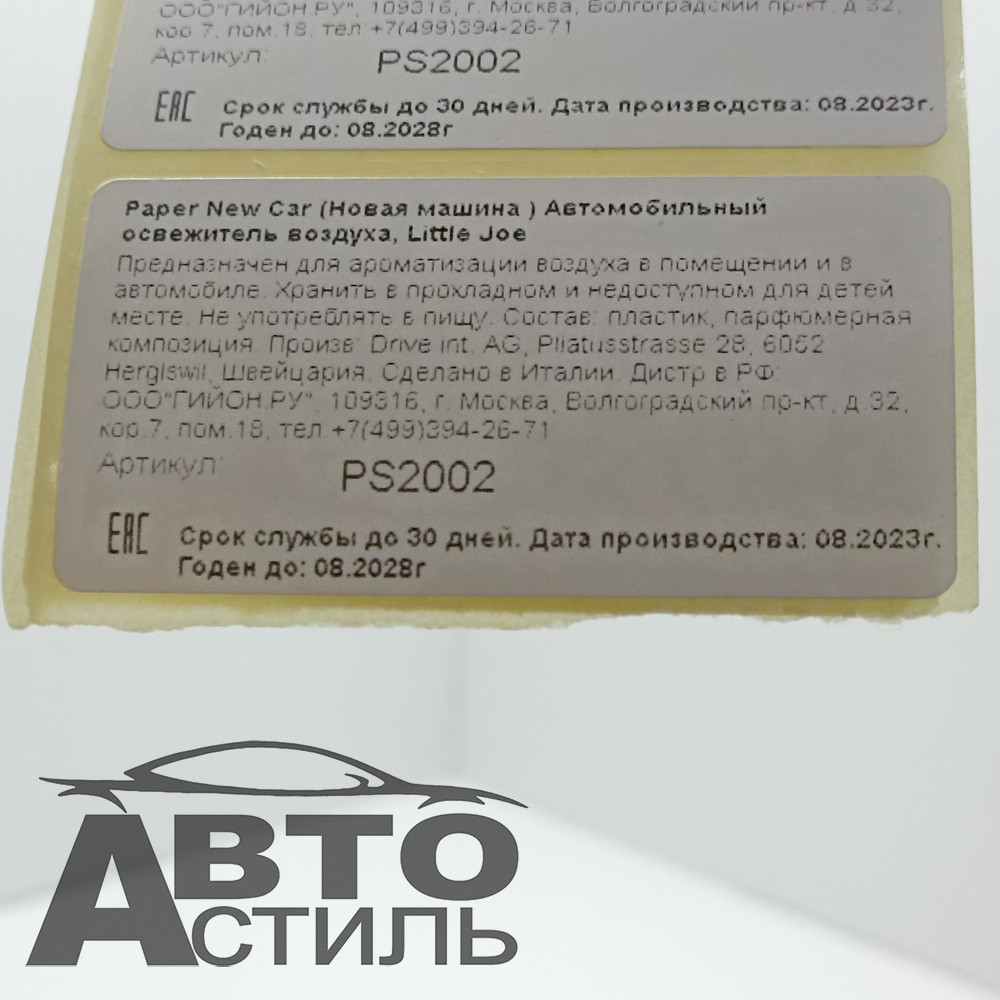 ООО"ГИЙОН.РУ", 109316, г. Москва, Волгоградский пр-кт, д.32,
кор.7, пом.18, тел.+7(499)394-26-71
Артикул: PS2002
EAC Срок службы до 30 дней. Дата производства: 08.2023г.
Годен до: 08.2028г
Paper New Car (Новая машина ) Автомобильный
освежитель воздуха, Little Joe
Предназначен для ароматизации воздуха в помещении и в
автомобиле. Хранить в прохладном и недоступном для детей
месте. Не употреблять в пищу. Состав: пластик, парфюмерная
композиция. Произв: Drive int. AG, Pilatusstrasse 28, 6052
Hergiswil, Швейцария. Сделано в Италии. Дистр в РФ:
ООО"ГИЙОН.РУ", 109316, г. Москва, Волгоградский пр-кт, д.32,
кор.7, пом.18, тел.+7(499)394-26-71
Артикул: PS2002
EAC Срок службы до 30 дней. Дата производства: 08.2023г.
Годен до: 08.2028г
АВТО
СТИЛЬ